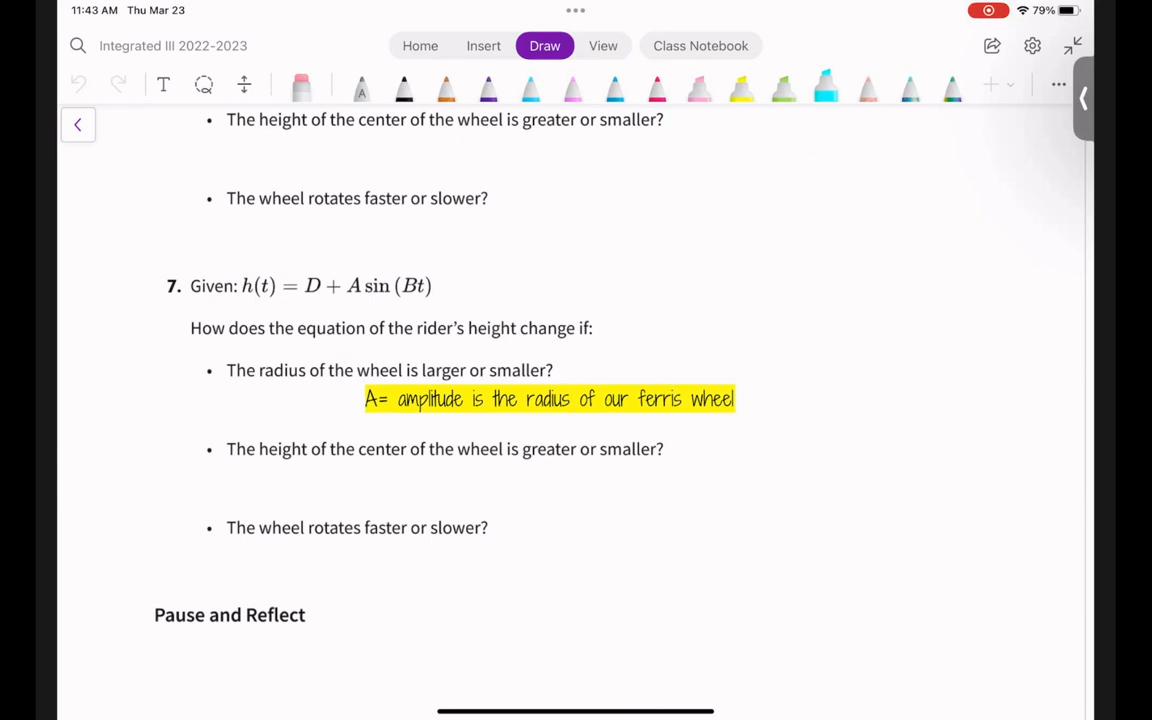 11:43 AM Thu Mar 23
79%
Integrated III 2022-2023
Home Insert Draw View Class Notebook
T
A
• The height of the center of the wheel is greater or smaller?
• The wheel rotates faster or slower?
7. Given: h(t) = D + A sin (Bt)
How does the equation of the rider's height change if:
• The radius of the wheel is larger or smaller?
A= amplitude is the radius of our ferris wheel
• The height of the center of the wheel is greater or smaller?
• The wheel rotates faster or slower?
Pause and Reflect